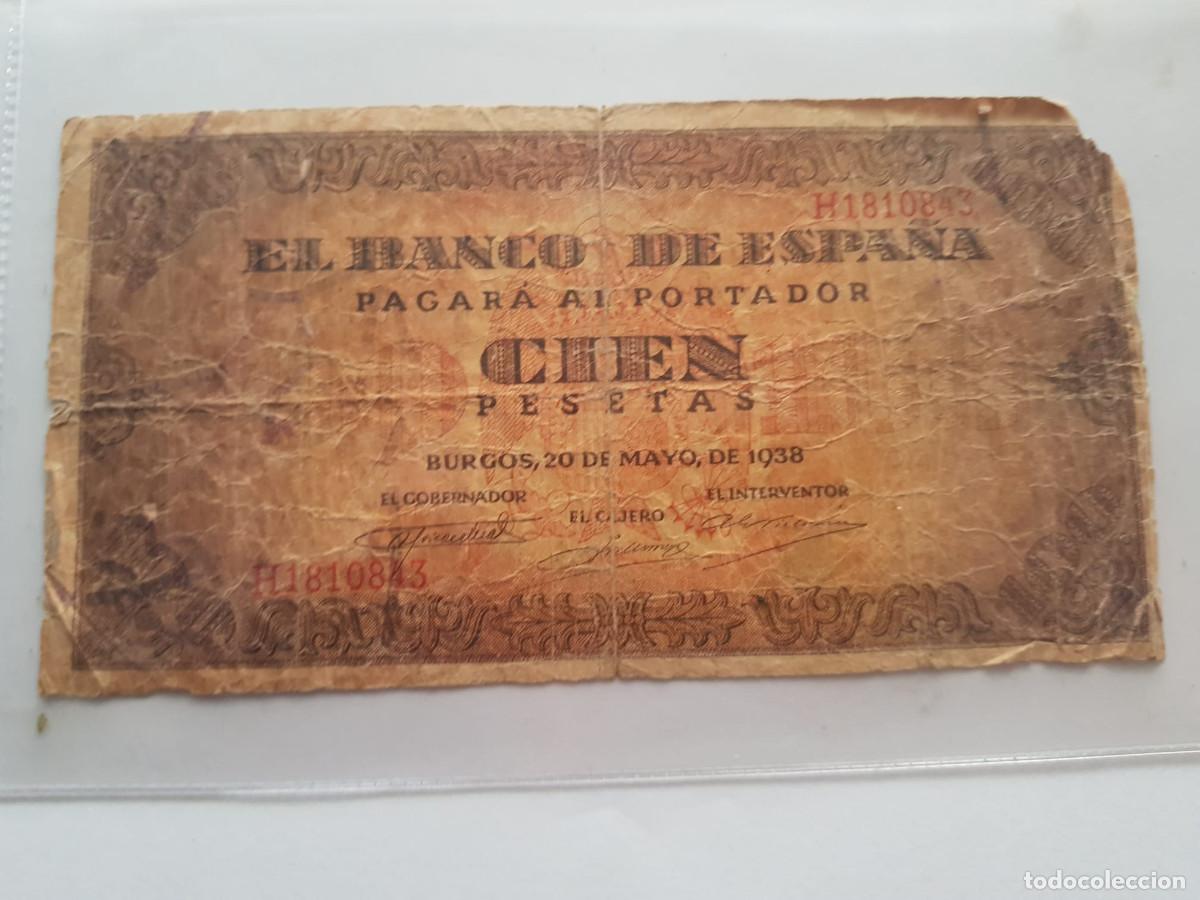 H1810843
EL BANCO DE ESPAÑA
PAGARÁ AL PORTADOR
CIEN
PESETAS
BURGOS, 20 DE MAYO, DE 1938
EL GOBERNADOR
EL CAJERO
EL INTERVENTOR
H1810843
todocoleccion